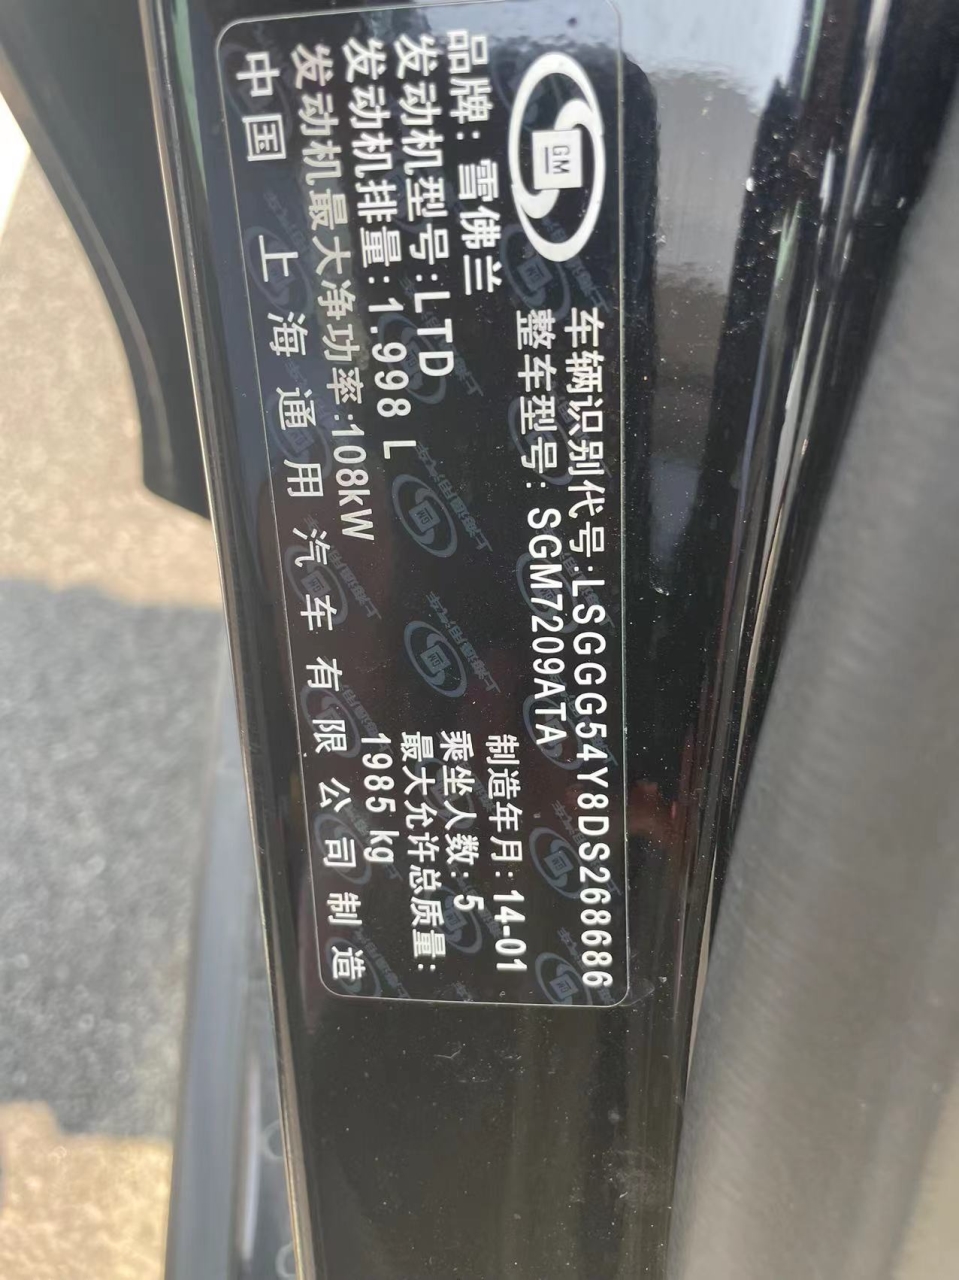 GM
车辆识别代号:LSGGG54Y8DS268686
整车型号:SGM7209ATA
品牌:雪佛兰
制造年月:14-01
发动机型号:LTD
乘坐人数:5
发动机排量:1.998 L
最大允许总质量:
1985 kg
发动机最大净功率:108kW
中国 上海通用汽车有限公司制造